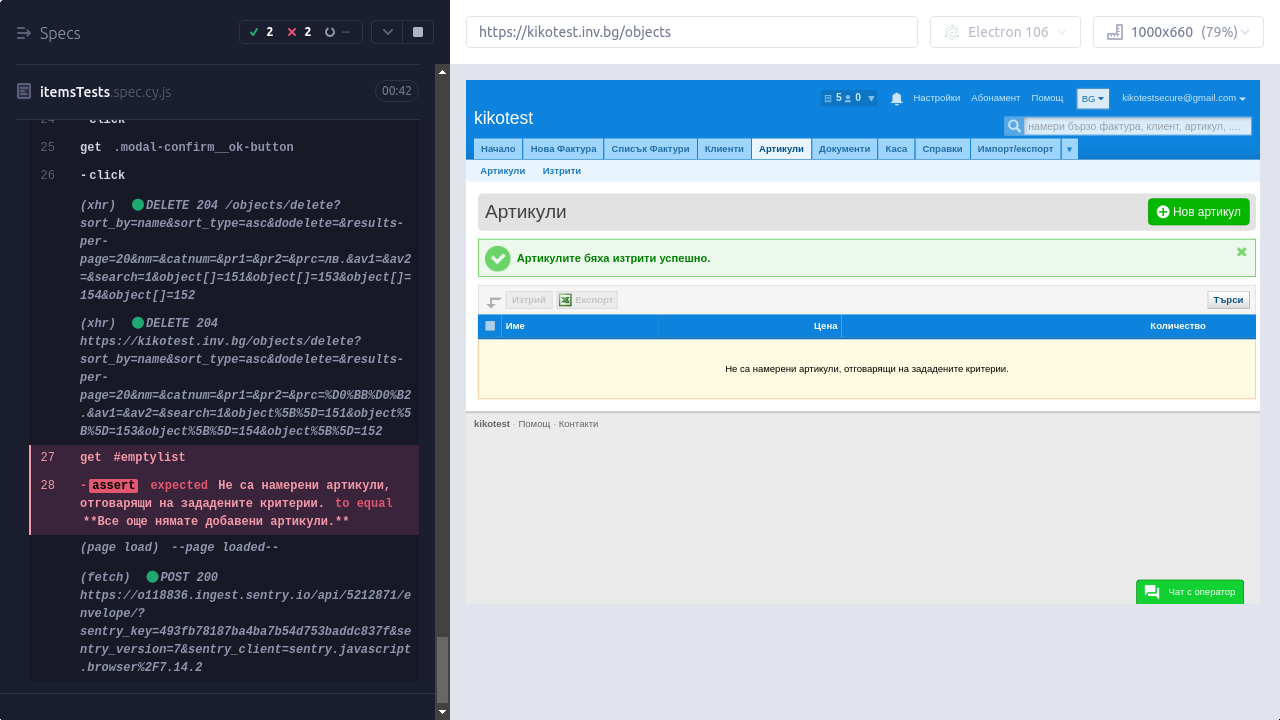 Specs
2
2
--
itemsTests.spec.cy.js
00:42
24
-click
25 get .modal-confirm__ok-button
26 -click
(xhr) DELETE 204 /objects/delete?
sort_by=name&sort_type=asc&dodelete=&results-
per-
page=20&nm=&catnum=&pr1=&pr2=&prc=лв.&av1=&av2
=&search=1&object[]=151&object[]=153&object[]=
154&object[]=152
(xhr) DELETE 204
https://kikotest.inv.bg/objects/delete?
sort_by=name&sort_type=asc&dodelete=&results-
per-
page=20&nm=&catnum=&pr1=&pr2=&prc=%D0%BB%D0%B2
.&av1=&av2=&search=1&object%5B%5D=151&object%5
B%5D=153&object%5B%5D=154&object%5B%5D=152
27 get #emptylist
28 -assert expected Не са намерени артикули,
отговарящи на зададените критерии. to equal
**Все още нямате добавени артикули.**
(page load) --page loaded--
(fetch) POST 200
https://o118836.ingest.sentry.io/api/5212871/e
nvelope/?
sentry_key=493fb78187ba4ba7b54d753baddc837f&se
ntry_version=7&sentry_client=sentry.javascript
.browser%2F7.14.2
https://kikotest.inv.bg/objects
Electron 106
1000x660 (79%)
5 0
Настройки Абонамент Помощ BG kikotestsecure@gmail.com
kikotest
намери бързо фактура, клиент, артикул, ....
Начало Нова Фактура Списък Фактури Клиенти Артикули Документи Каса Справки Импорт/експорт
Артикули Изтрити
Артикули
Нов артикул
Артикулите бяха изтрити успешно.
Изтрий Експорт Търси
Име Цена Количество
Не са намерени артикули, отговарящи на зададените критерии.
kikotest · Помощ · Контакти
Чат с оператор